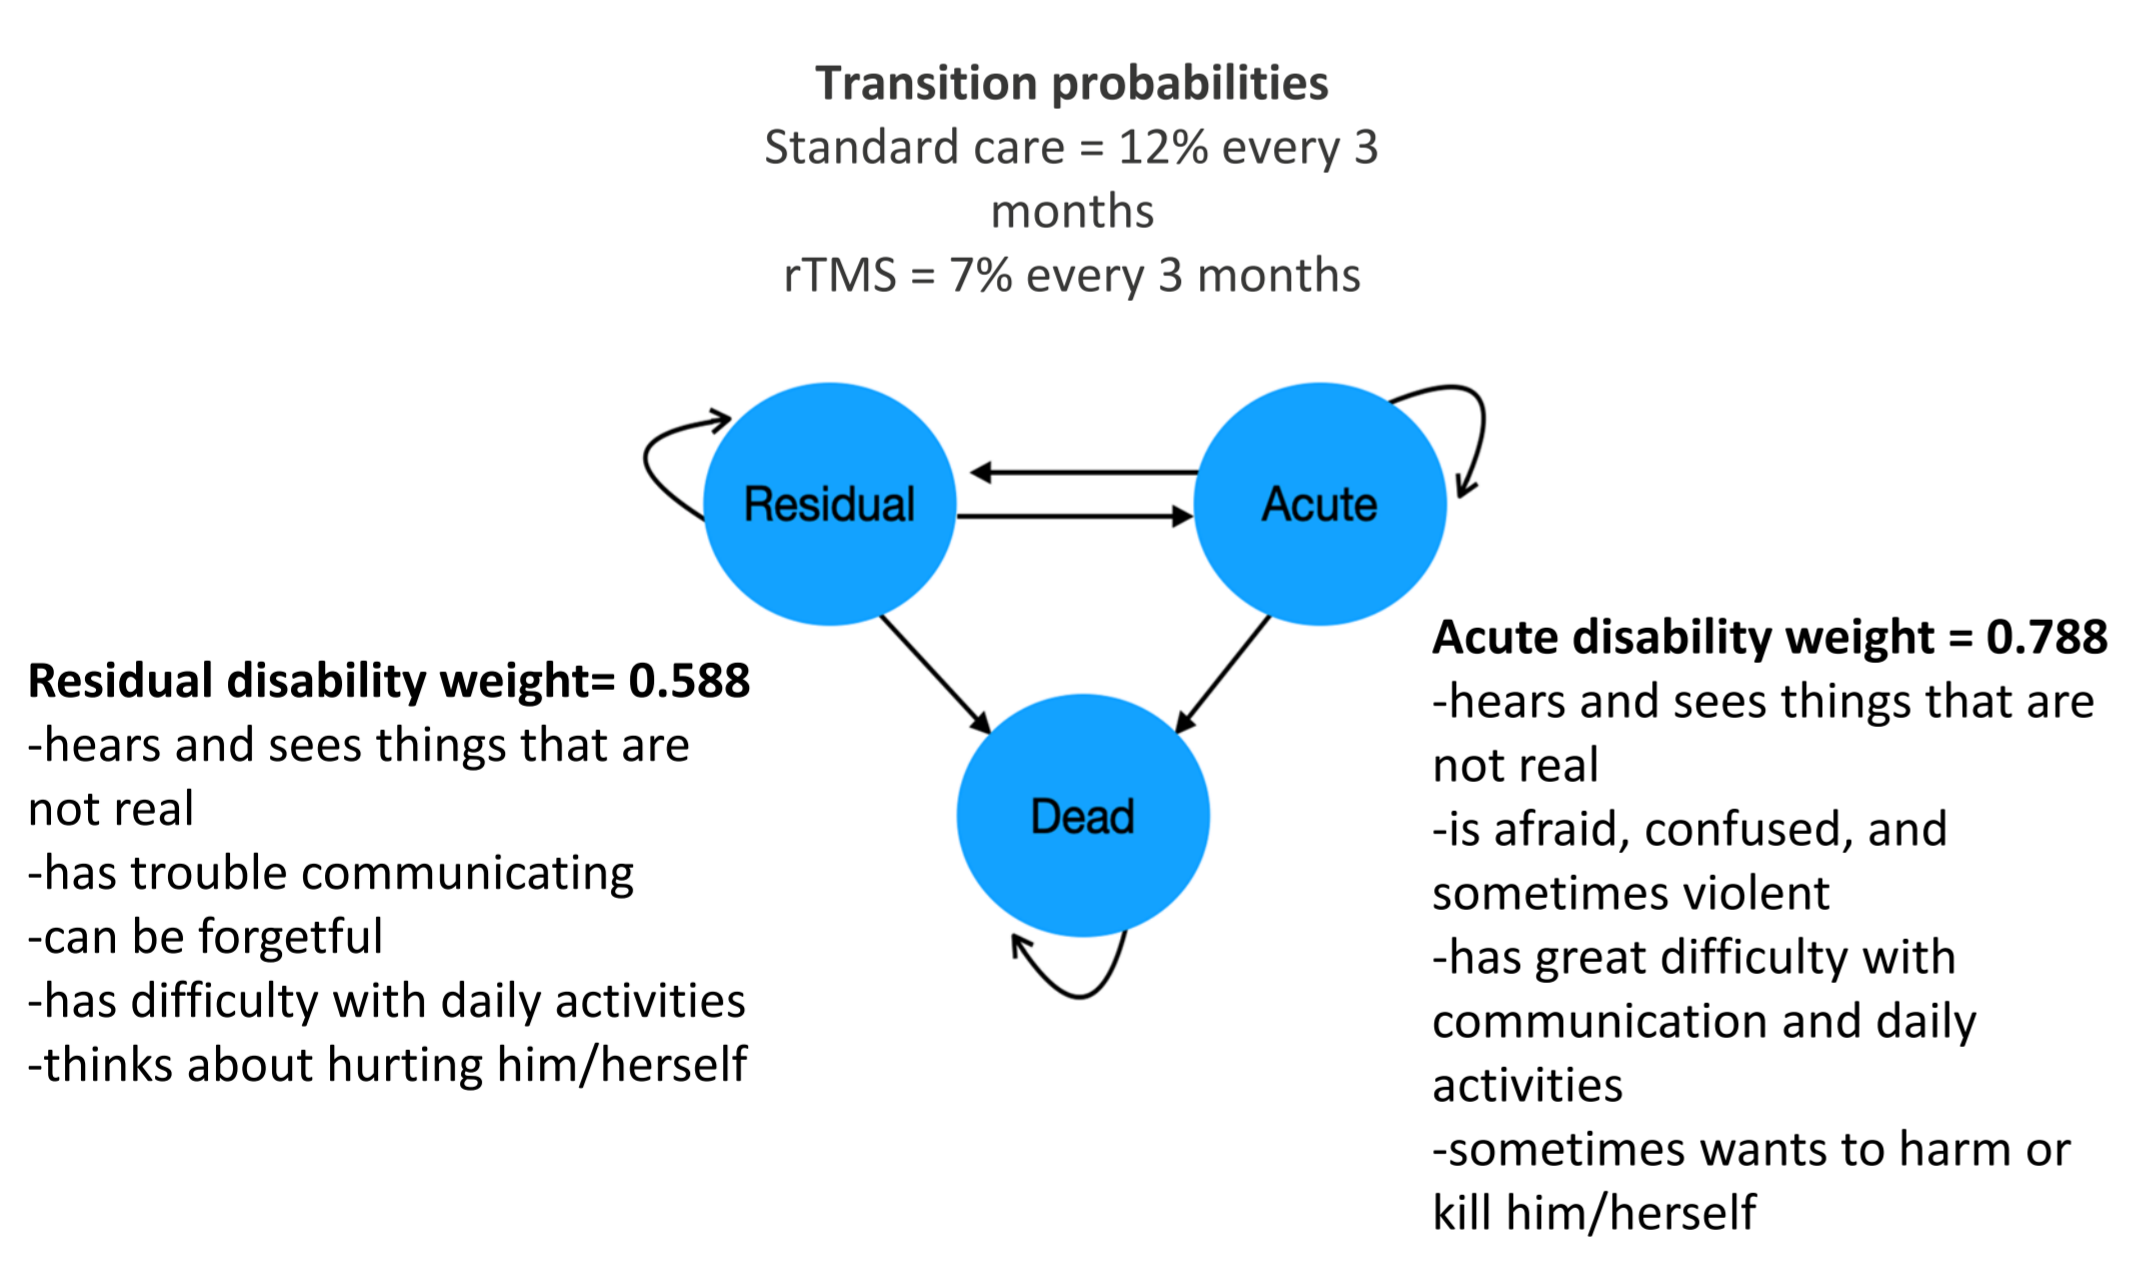 Transition probabilities
Standard care = 12% every 3
months
rTMS = 7% every 3 months
Residual
Acute
Dead
Residual disability weight= 0.588
-hears and sees things that are
not real
-has trouble communicating
-can be forgetful
-has difficulty with daily activities
-thinks about hurting him/herself
Acute disability weight = 0.788
-hears and sees things that are
not real
-is afraid, confused, and
sometimes violent
-has great difficulty with
communication and daily
activities
-sometimes wants to harm or
kill him/herself